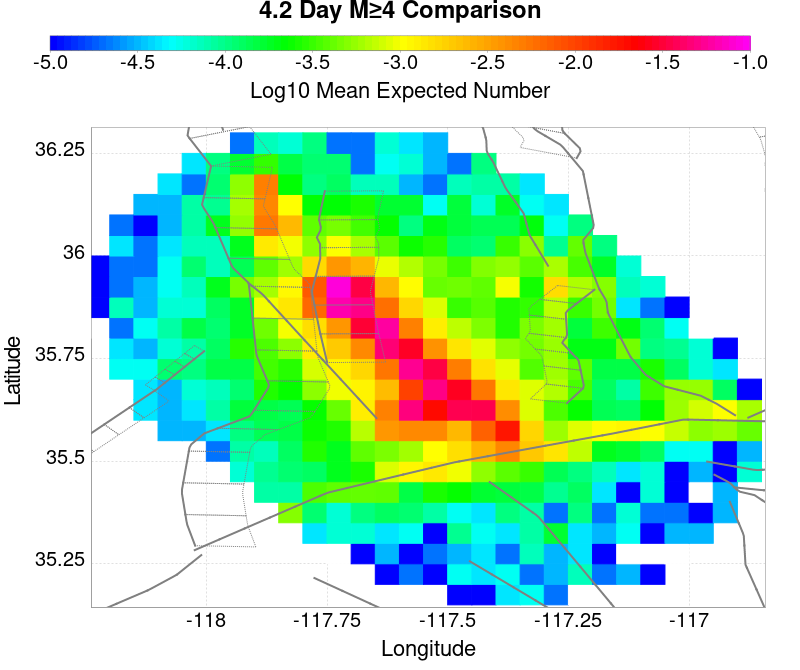 4.2 Day M≥4 Comparison
-5.0 -4.5 -4.0 -3.5 -3.0 -2.5 -2.0 -1.5 -1.0
Log10 Mean Expected Number
36.25
36
35.75
35.5
35.25
Latitude
-118 -117.75 -117.5 -117.25 -117
Longitude